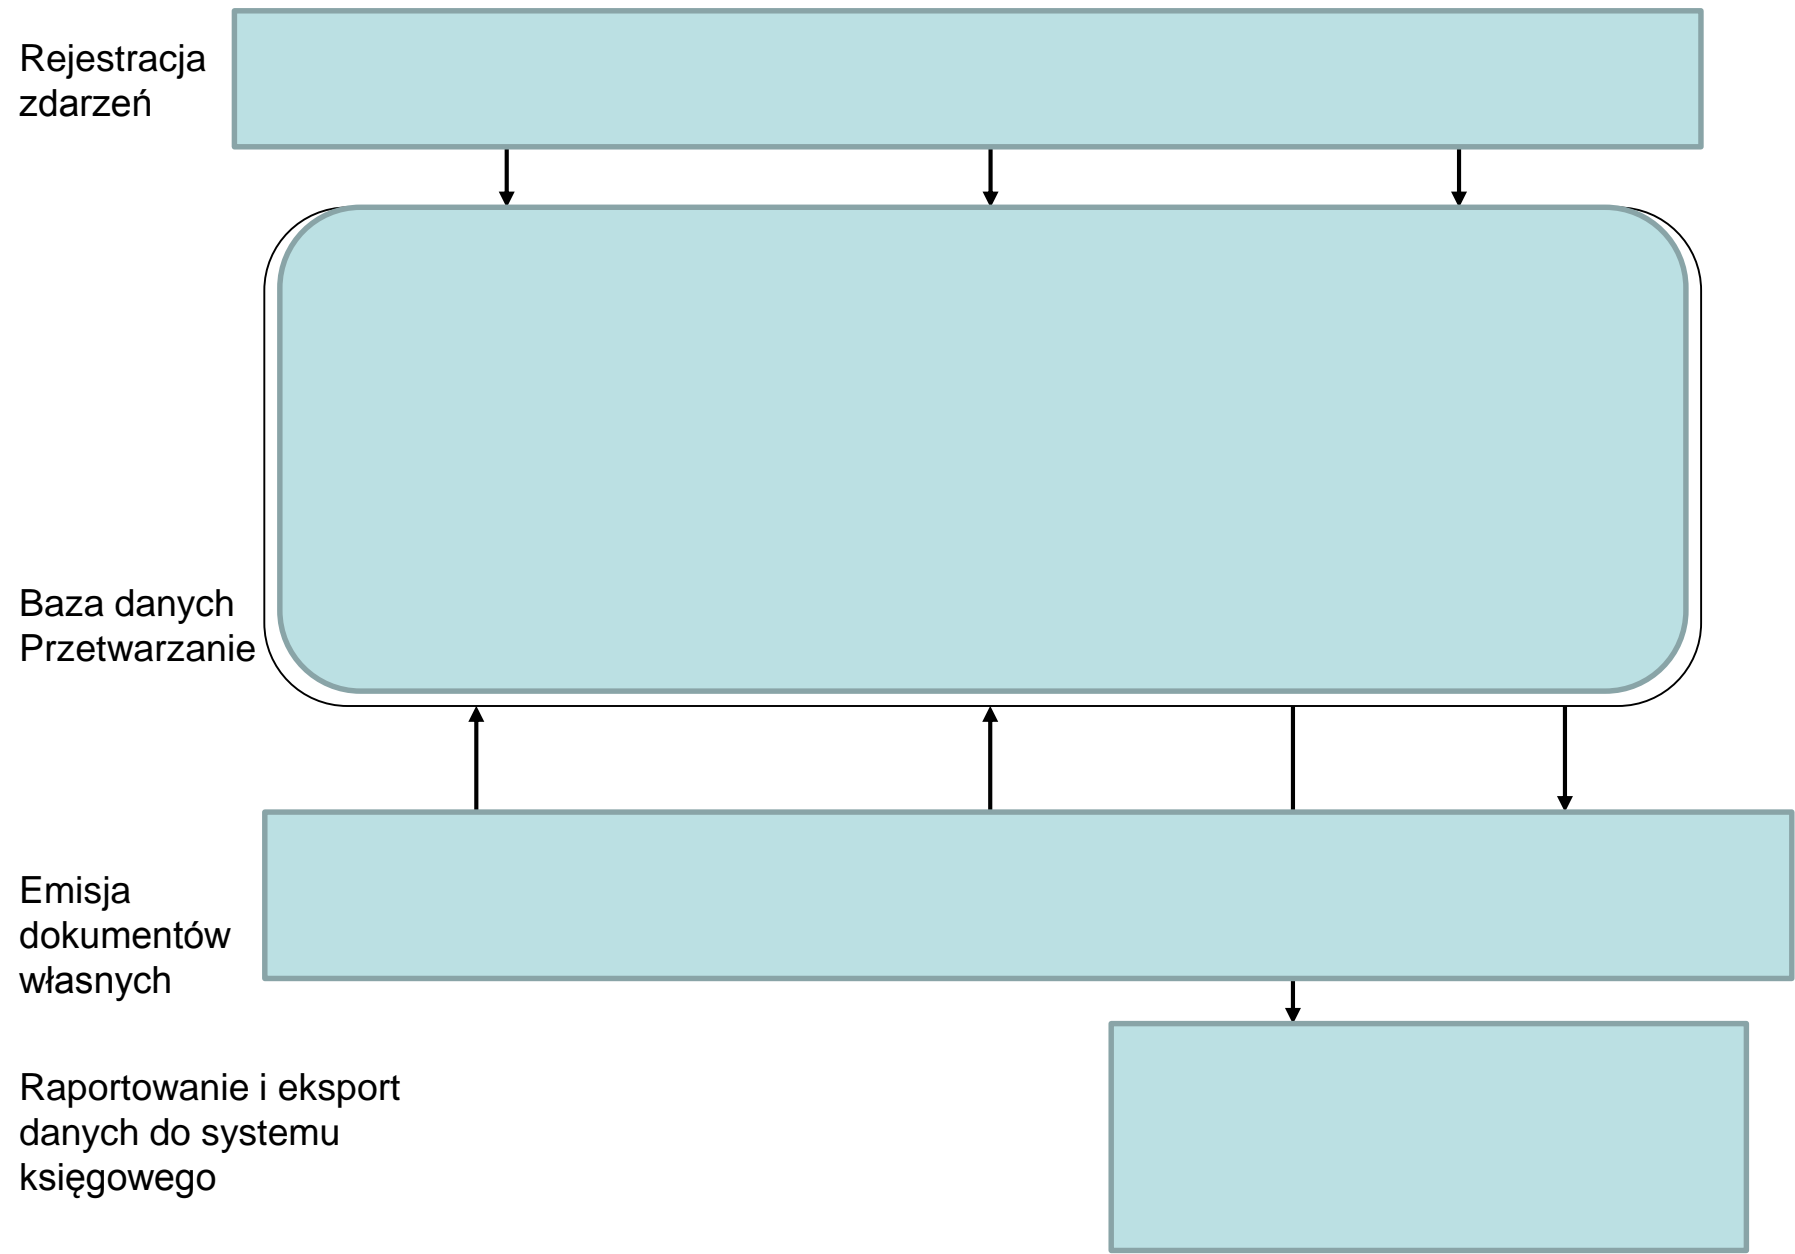 Rejestracja
zdarzeń
Baza danych
Przetwarzanie
Emisja
dokumentów
własnych
Raportowanie i eksport
danych do systemu
księgowego